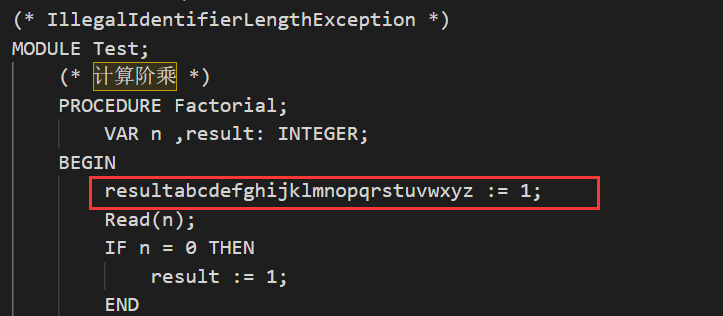 (* IllegalIdentifierLengthException *)
MODULE Test;
(* 计算阶乘 *)
PROCEDURE Factorial;
VAR n ,result: INTEGER;
BEGIN
resultabcdefghijklmnopqrstuvwxyz := 1;
Read(n);
IF n = 0 THEN
result := 1;
END